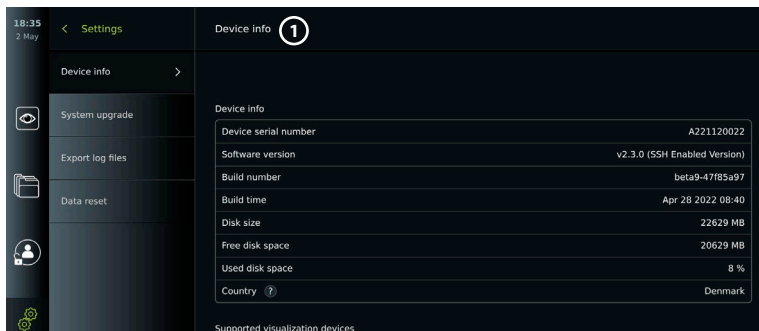 18:35
2 May
Settings
Device info
1
Device info
System upgrade
Export log files
Data reset
Device info
Device serial number A221120022
Software version v2.3.0 (SSH Enabled Version)
Build number beta9-47f85a97
Build time Apr 28 2022 08:40
Disk size 22629 MB
Free disk space 20629 MB
Used disk space 8 %
Country ? Denmark
Supported visualization devices